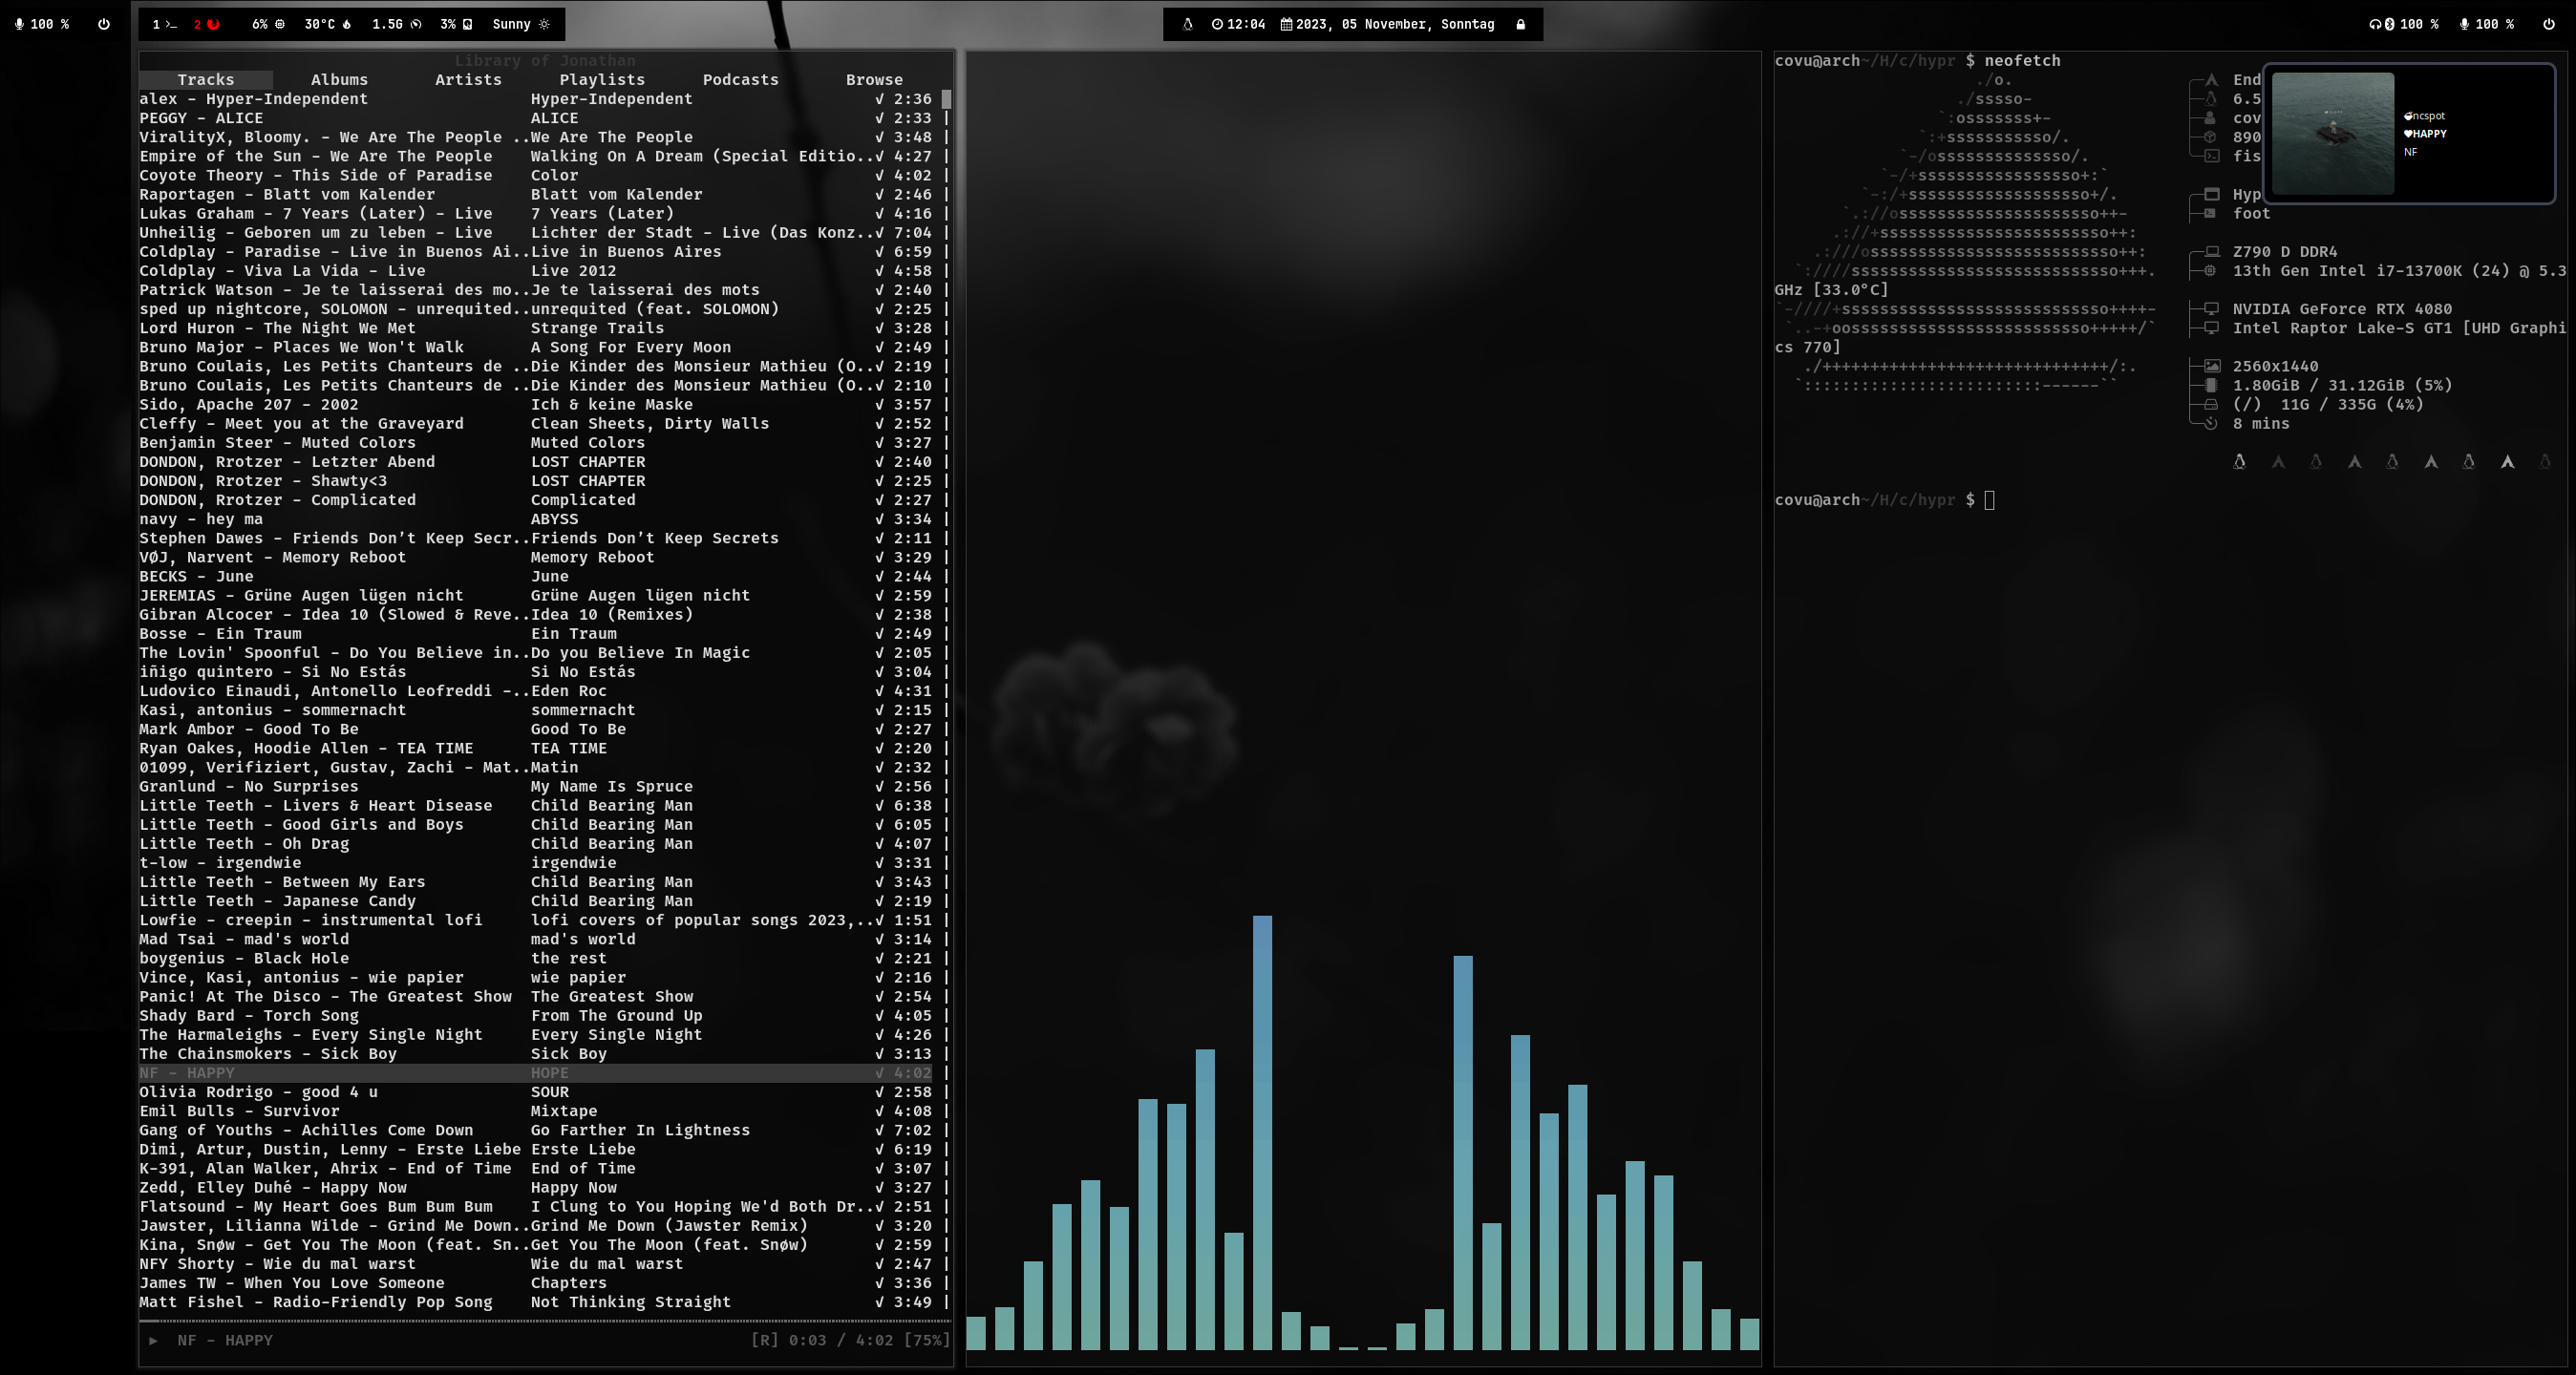 100 %
1 2 6% 30°C 1.5G 3% Sunny
12:04 2023, 05 November, Sonntag
100 % 100 %
Library of Jonathan
Tracks Albums Artists Playlists Podcasts Browse
alex - Hyper-Independent Hyper-Independent √ 2:36
PEGGY - ALICE ALICE √ 2:33
ViralityX, Bloomy. - We Are The People ..We Are The People √ 3:48
Empire of the Sun - We Are The People Walking On A Dream (Special Editio..√ 4:27
Coyote Theory - This Side of Paradise Color √ 4:02
Raportagen - Blatt vom Kalender Blatt vom Kalender √ 2:46
Lukas Graham - 7 Years (Later) - Live 7 Years (Later) √ 4:16
Unheilig - Geboren um zu leben - Live Lichter der Stadt - Live (Das Konz..√ 7:04
Coldplay - Paradise - Live in Buenos Ai..Live in Buenos Aires √ 6:59
Coldplay - Viva La Vida - Live Live 2012 √ 4:58
Patrick Watson - Je te laisserai des mo..Je te laisserai des mots √ 2:40
sped up nightcore, SOLOMON - unrequited..unrequited (feat. SOLOMON) √ 2:25
Lord Huron - The Night We Met Strange Trails √ 3:28
Bruno Major - Places We Won't Walk A Song For Every Moon √ 2:49
Bruno Coulais, Les Petits Chanteurs de ..Die Kinder des Monsieur Mathieu (O..√ 2:19
Bruno Coulais, Les Petits Chanteurs de ..Die Kinder des Monsieur Mathieu (O..√ 2:10
Sido, Apache 207 - 2002 Ich & keine Maske √ 3:57
Cleffy - Meet you at the Graveyard Clean Sheets, Dirty Walls √ 2:52
Benjamin Steer - Muted Colors Muted Colors √ 3:27
DONDON, Rrotzer - Letzter Abend LOST CHAPTER √ 2:40
DONDON, Rrotzer - Shawty<3 LOST CHAPTER √ 2:25
DONDON, Rrotzer - Complicated Complicated √ 2:27
navy - hey ma ABYSS √ 3:34
Stephen Dawes - Friends Don’t Keep Secr..Friends Don’t Keep Secrets √ 2:11
VØJ, Narvent - Memory Reboot Memory Reboot √ 3:29
BECKS - June June √ 2:44
JEREMIAS - Grüne Augen lügen nicht Grüne Augen lügen nicht √ 2:59
Gibran Alcocer - Idea 10 (Slowed & Reve..Idea 10 (Remixes) √ 2:38
Bosse - Ein Traum Ein Traum √ 2:49
The Lovin' Spoonful - Do You Believe in..Do you Believe In Magic √ 2:05
iñigo quintero - Si No Estás Si No Estás √ 3:04
Ludovico Einaudi, Antonello Leofreddi -..Eden Roc √ 4:31
Kasi, antonius - sommernacht sommernacht √ 2:15
Mark Ambor - Good To Be Good To Be √ 2:27
Ryan Oakes, Hoodie Allen - TEA TIME TEA TIME √ 2:20
01099, Verifiziert, Gustav, Zachi - Mat..Matin √ 2:32
Granlund - No Surprises My Name Is Spruce √ 2:56
Little Teeth - Livers & Heart Disease Child Bearing Man √ 6:38
Little Teeth - Good Girls and Boys Child Bearing Man √ 6:05
Little Teeth - Oh Drag Child Bearing Man √ 4:07
t-low - irgendwie irgendwie √ 3:31
Little Teeth - Between My Ears Child Bearing Man √ 3:43
Little Teeth - Japanese Candy Child Bearing Man √ 2:19
Lowfie - creepin - instrumental lofi lofi covers of popular songs 2023,..√ 1:51
Mad Tsai - mad's world mad's world √ 3:14
boygenius - Black Hole the rest √ 2:21
Vince, Kasi, antonius - wie papier wie papier √ 2:16
Panic! At The Disco - The Greatest Show The Greatest Show √ 2:54
Shady Bard - Torch Song From The Ground Up √ 4:05
The Harmaleighs - Every Single Night Every Single Night √ 4:26
The Chainsmokers - Sick Boy Sick Boy √ 3:13
NF - HAPPY HOPE √ 4:02
Olivia Rodrigo - good 4 u SOUR √ 2:58
Emil Bulls - Survivor Mixtape √ 4:08
Gang of Youths - Achilles Come Down Go Farther In Lightness √ 7:02
Dimi, Artur, Dustin, Lenny - Erste Liebe Erste Liebe √ 6:19
K-391, Alan Walker, Ahrix - End of Time End of Time √ 3:07
Zedd, Elley Duhé - Happy Now Happy Now √ 3:27
Flatsound - My Heart Goes Bum Bum Bum I Clung to You Hoping We'd Both Dr..√ 2:51
Jawster, Lilianna Wilde - Grind Me Down..Grind Me Down (Jawster Remix) √ 3:20
Kina, Snøw - Get You The Moon (feat. Sn..Get You The Moon (feat. Snøw) √ 2:59
NFY Shorty - Wie du mal warst Wie du mal warst √ 2:47
James TW - When You Love Someone Chapters √ 3:36
Matt Fishel - Radio-Friendly Pop Song Not Thinking Straight √ 3:49
▶ NF - HAPPY [R] 0:03 / 4:02 [75%]
covu@arch~/H/c/hypr $ neofetch
./o.
./sssso-
`:osssssss+-
`:+sssssssssso/.
`-/ossssssssssssso/.
`-/+sssssssssssssssso+:`
`-:/+sssssssssssssssssso+/.
`.://osssssssssssssssssssso++-
.://+ssssssssssssssssssssssso++:
.:///ossssssssssssssssssssssssso++:
`:////ssssssssssssssssssssssssssso+++.
`-////+ssssssssssssssssssssssssssso++++-
`..-+oosssssssssssssssssssssssso+++++/`
./++++++++++++++++++++++++++++++/:.
`:::::::::::::::::::::::::------``
End
6.5
cov
890
fis
Hyp
foot
Z790 D DDR4
13th Gen Intel i7-13700K (24) @ 5.3
GHz [33.0°C]
NVIDIA GeForce RTX 4080
Intel Raptor Lake-S GT1 [UHD Graphi
cs 770]
2560x1440
1.80GiB / 31.12GiB (5%)
(/) 11G / 335G (4%)
8 mins
covu@arch~/H/c/hypr $
ncspot
HAPPY
NF